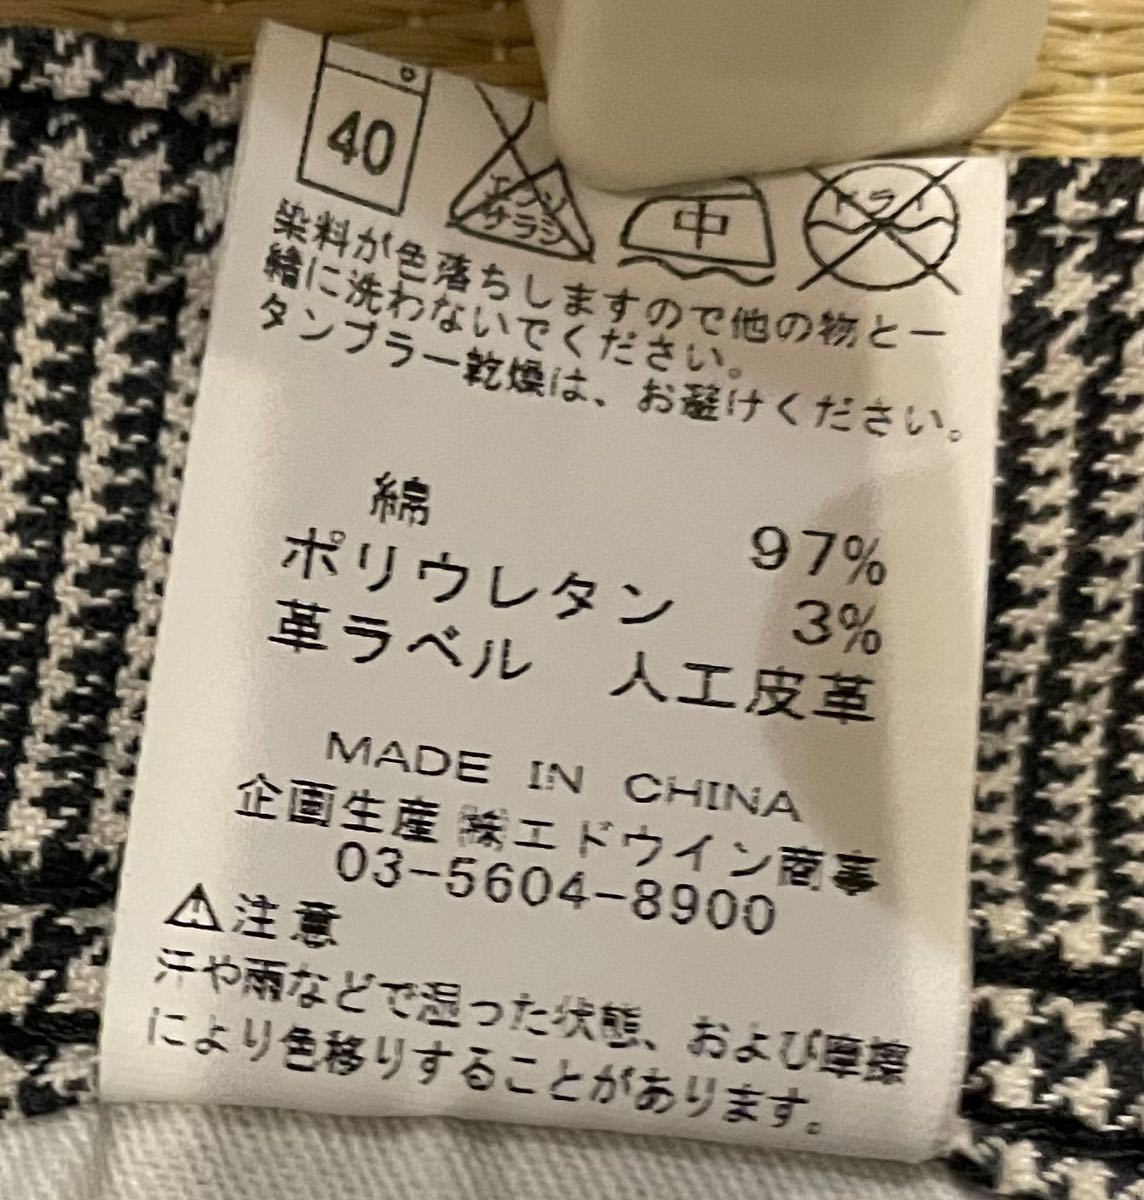 40
エンソ
サラシ
中
ドライ
染料が色落ちしますので他の物と一
緒に洗わないでください。
タンブラー乾燥は、お避けください。
綿 97%
ポリウレタン 3%
革ラベル 人工皮革
MADE IN CHINA
企画生産 ㈱エドウイン商事
03-5604-8900
⚠注意
汗や雨などで湿った状態、および摩擦
により色移りすることがあります。